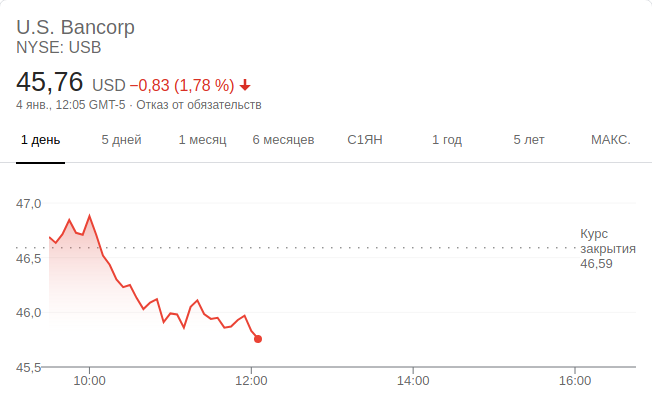 U.S. Bancorp
NYSE: USB
45,76 USD −0,83 (1,78 %)
4 янв., 12:05 GMT-5 · Отказ от обязательств
1 день 5 дней 1 месяц 6 месяцев С1ЯН 1 год 5 лет МАКС.
47,0
Курс
закрытия
46,5
46,59
46,0
45,5
10:00 12:00 14:00 16:00